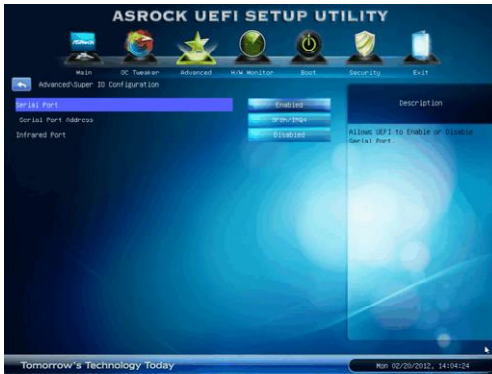 ASROCK UEFI SETUP UTILITY
ASRock
Main OC Tweaker Advanced H/W Monitor Boot Security Exit
Advanced\Super IO Configuration
Serial Port Enabled
Serial Port Address 3F8h/IRQ4
Infrared Port Disabled
Description
Allows UEFI to Enable or Disable
Serial Port.
Tomorrow's Technology Today
Mon 02/20/2012, 14:04:24